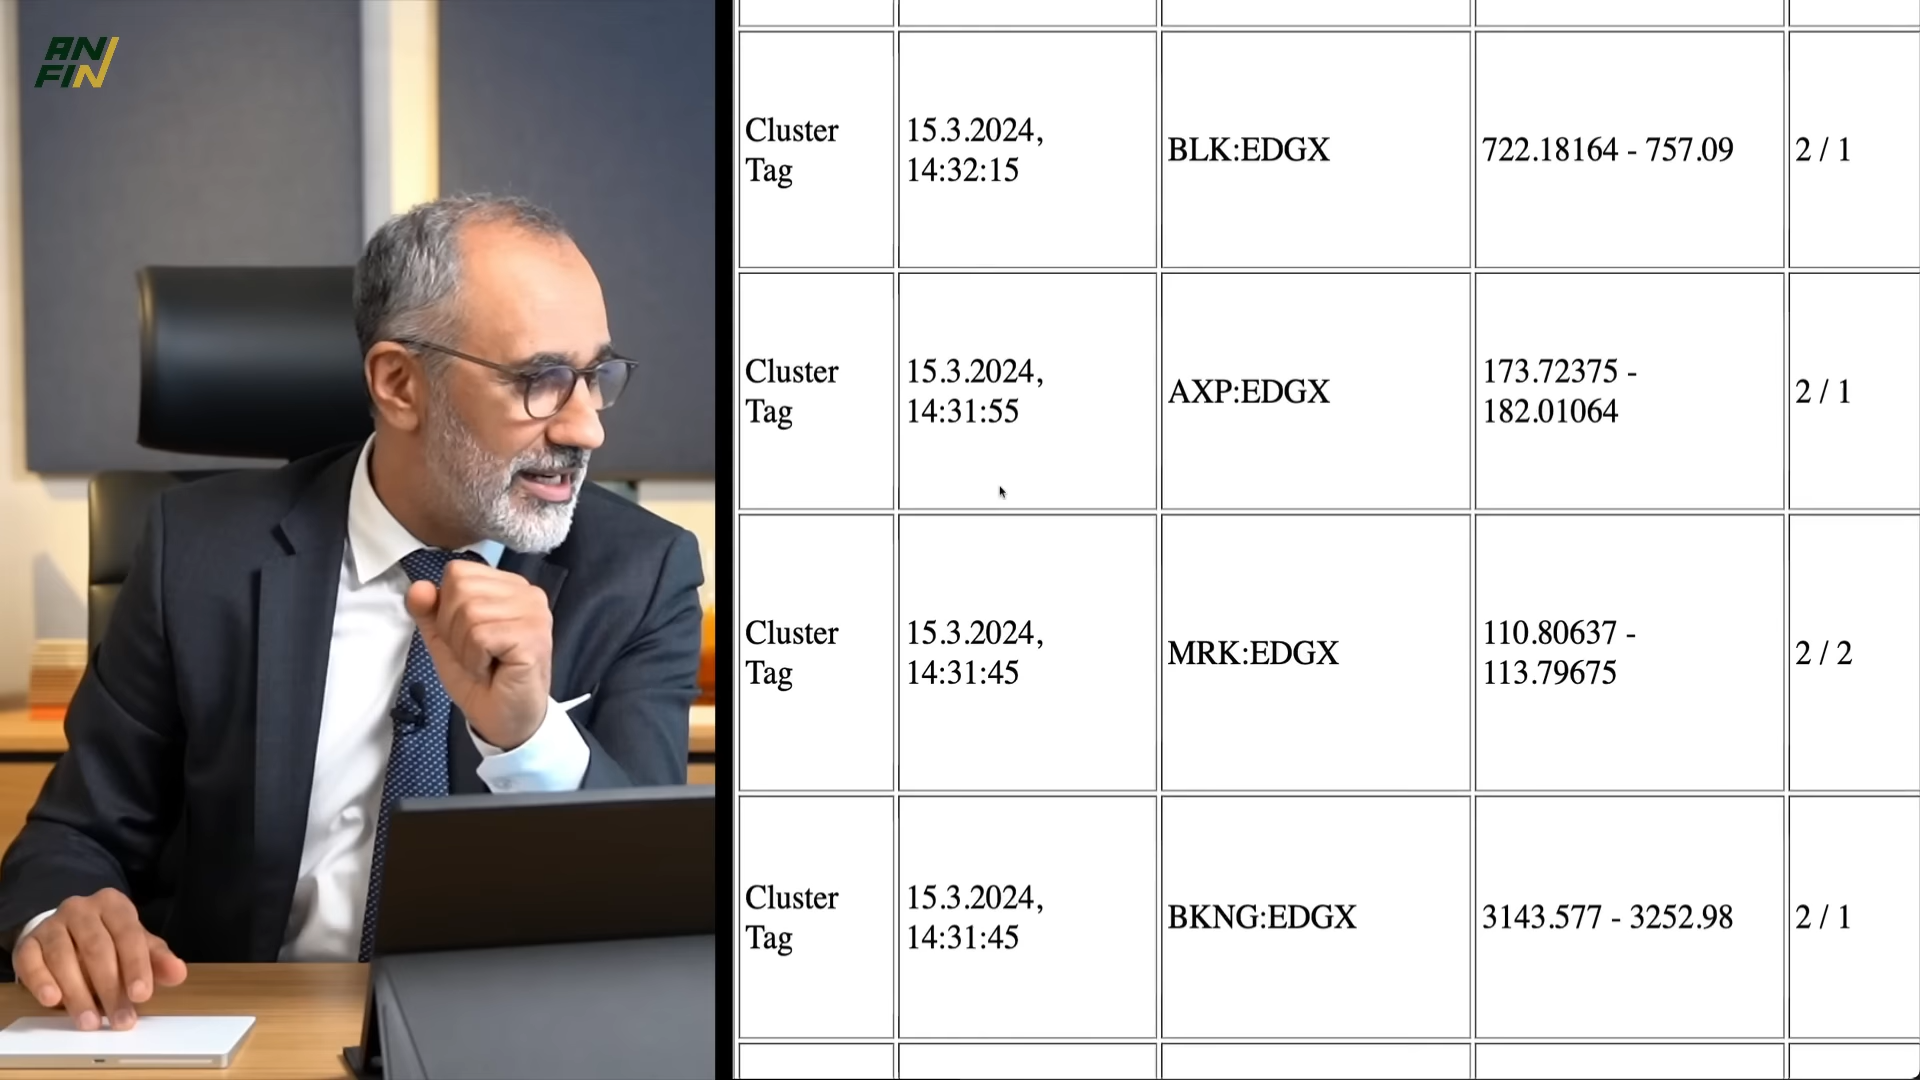 AN
FIN
Cluster
Tag
15.3.2024,
14:32:15
BLK:EDGX
722.18164 - 757.09
2 / 1
Cluster
Tag
15.3.2024,
14:31:55
AXP:EDGX
173.72375 -
182.01064
2 / 1
Cluster
Tag
15.3.2024,
14:31:45
MRK:EDGX
110.80637 -
113.79675
2 / 2
Cluster
Tag
15.3.2024,
14:31:45
BKNG:EDGX
3143.577 - 3252.98
2 / 1